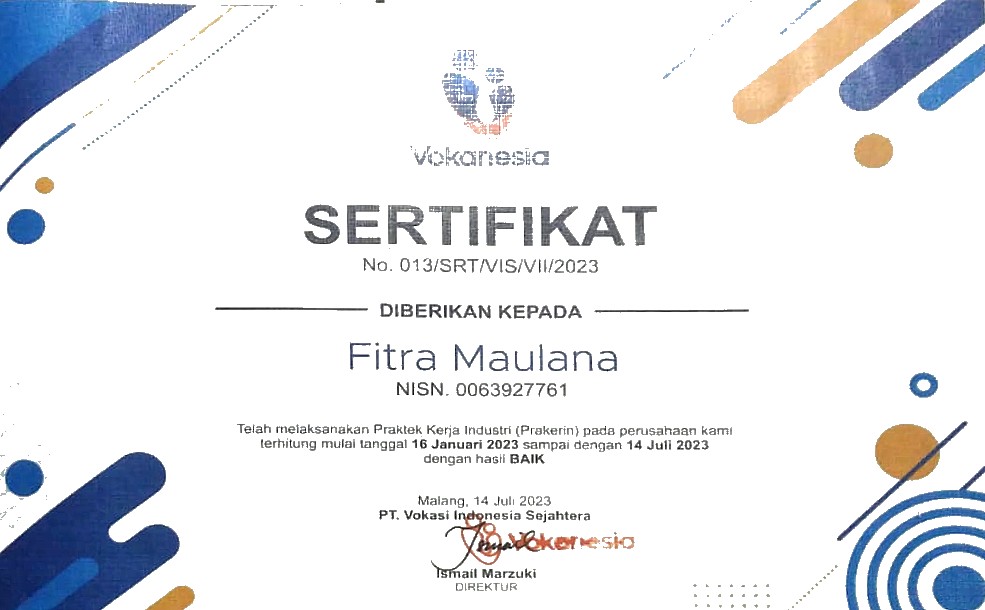 Vokanesia
SERTIFIKAT
No. 013/SRT/VIS/VII/2023
DIBERIKAN KEPADA
Fitra Maulana
NISN. 0063927761
Telah melaksanakan Praktek Kerja Industri (Prakerin) pada perusahaan kami
terhitung mulai tanggal 16 Januari 2023 sampai dengan 14 Juli 2023
dengan hasil BAIK
Malang, 14 Juli 2023
PT. Vokasi Indonesia Sejahtera
Ismail
Vokanesia
Ismail Marzuki
DIREKTUR